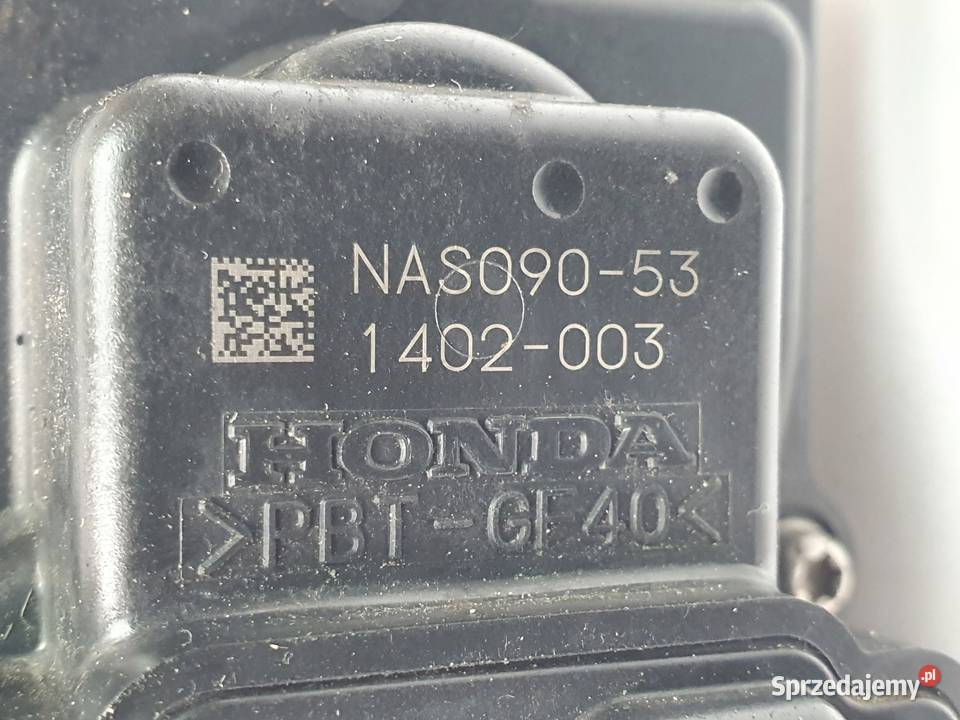 NAS090-53
1402-003
HONDA
>PBT-GF40<
Sprzedajemy.pl